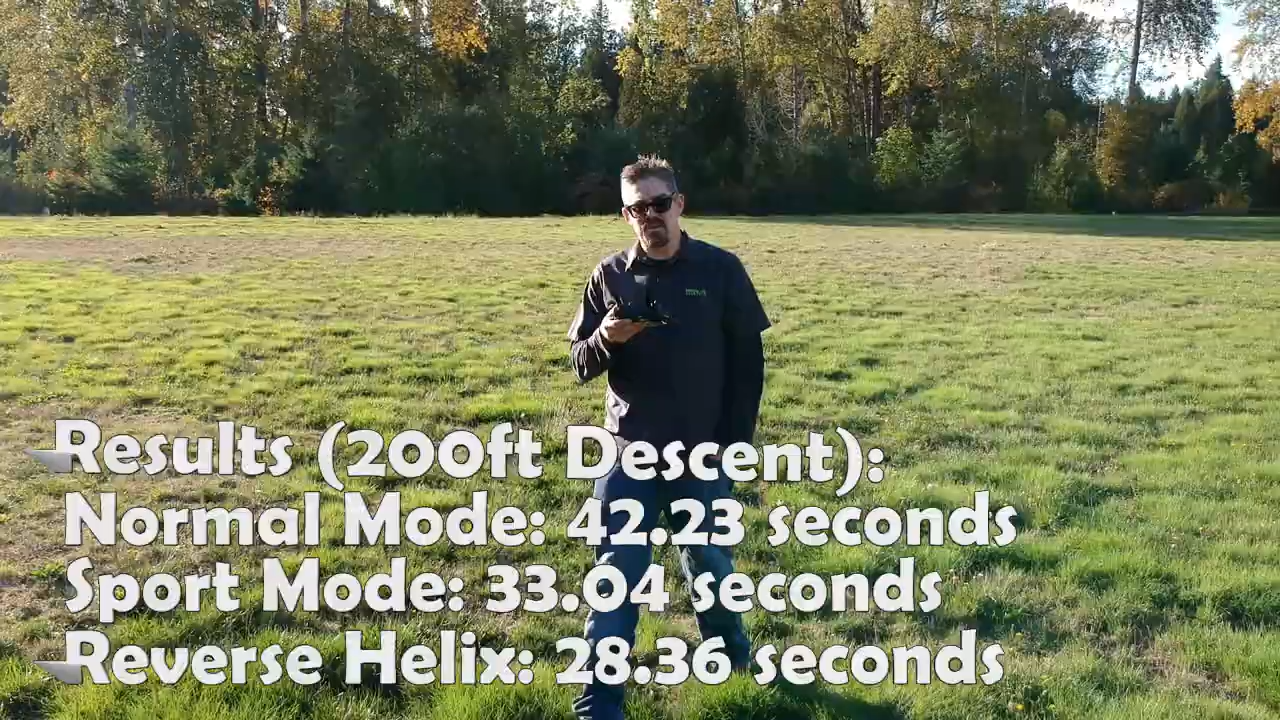 Results (200ft Descent):
Normal Mode: 42.23 seconds
Sport Mode: 33.04 seconds
Reverse Helix: 28.36 seconds